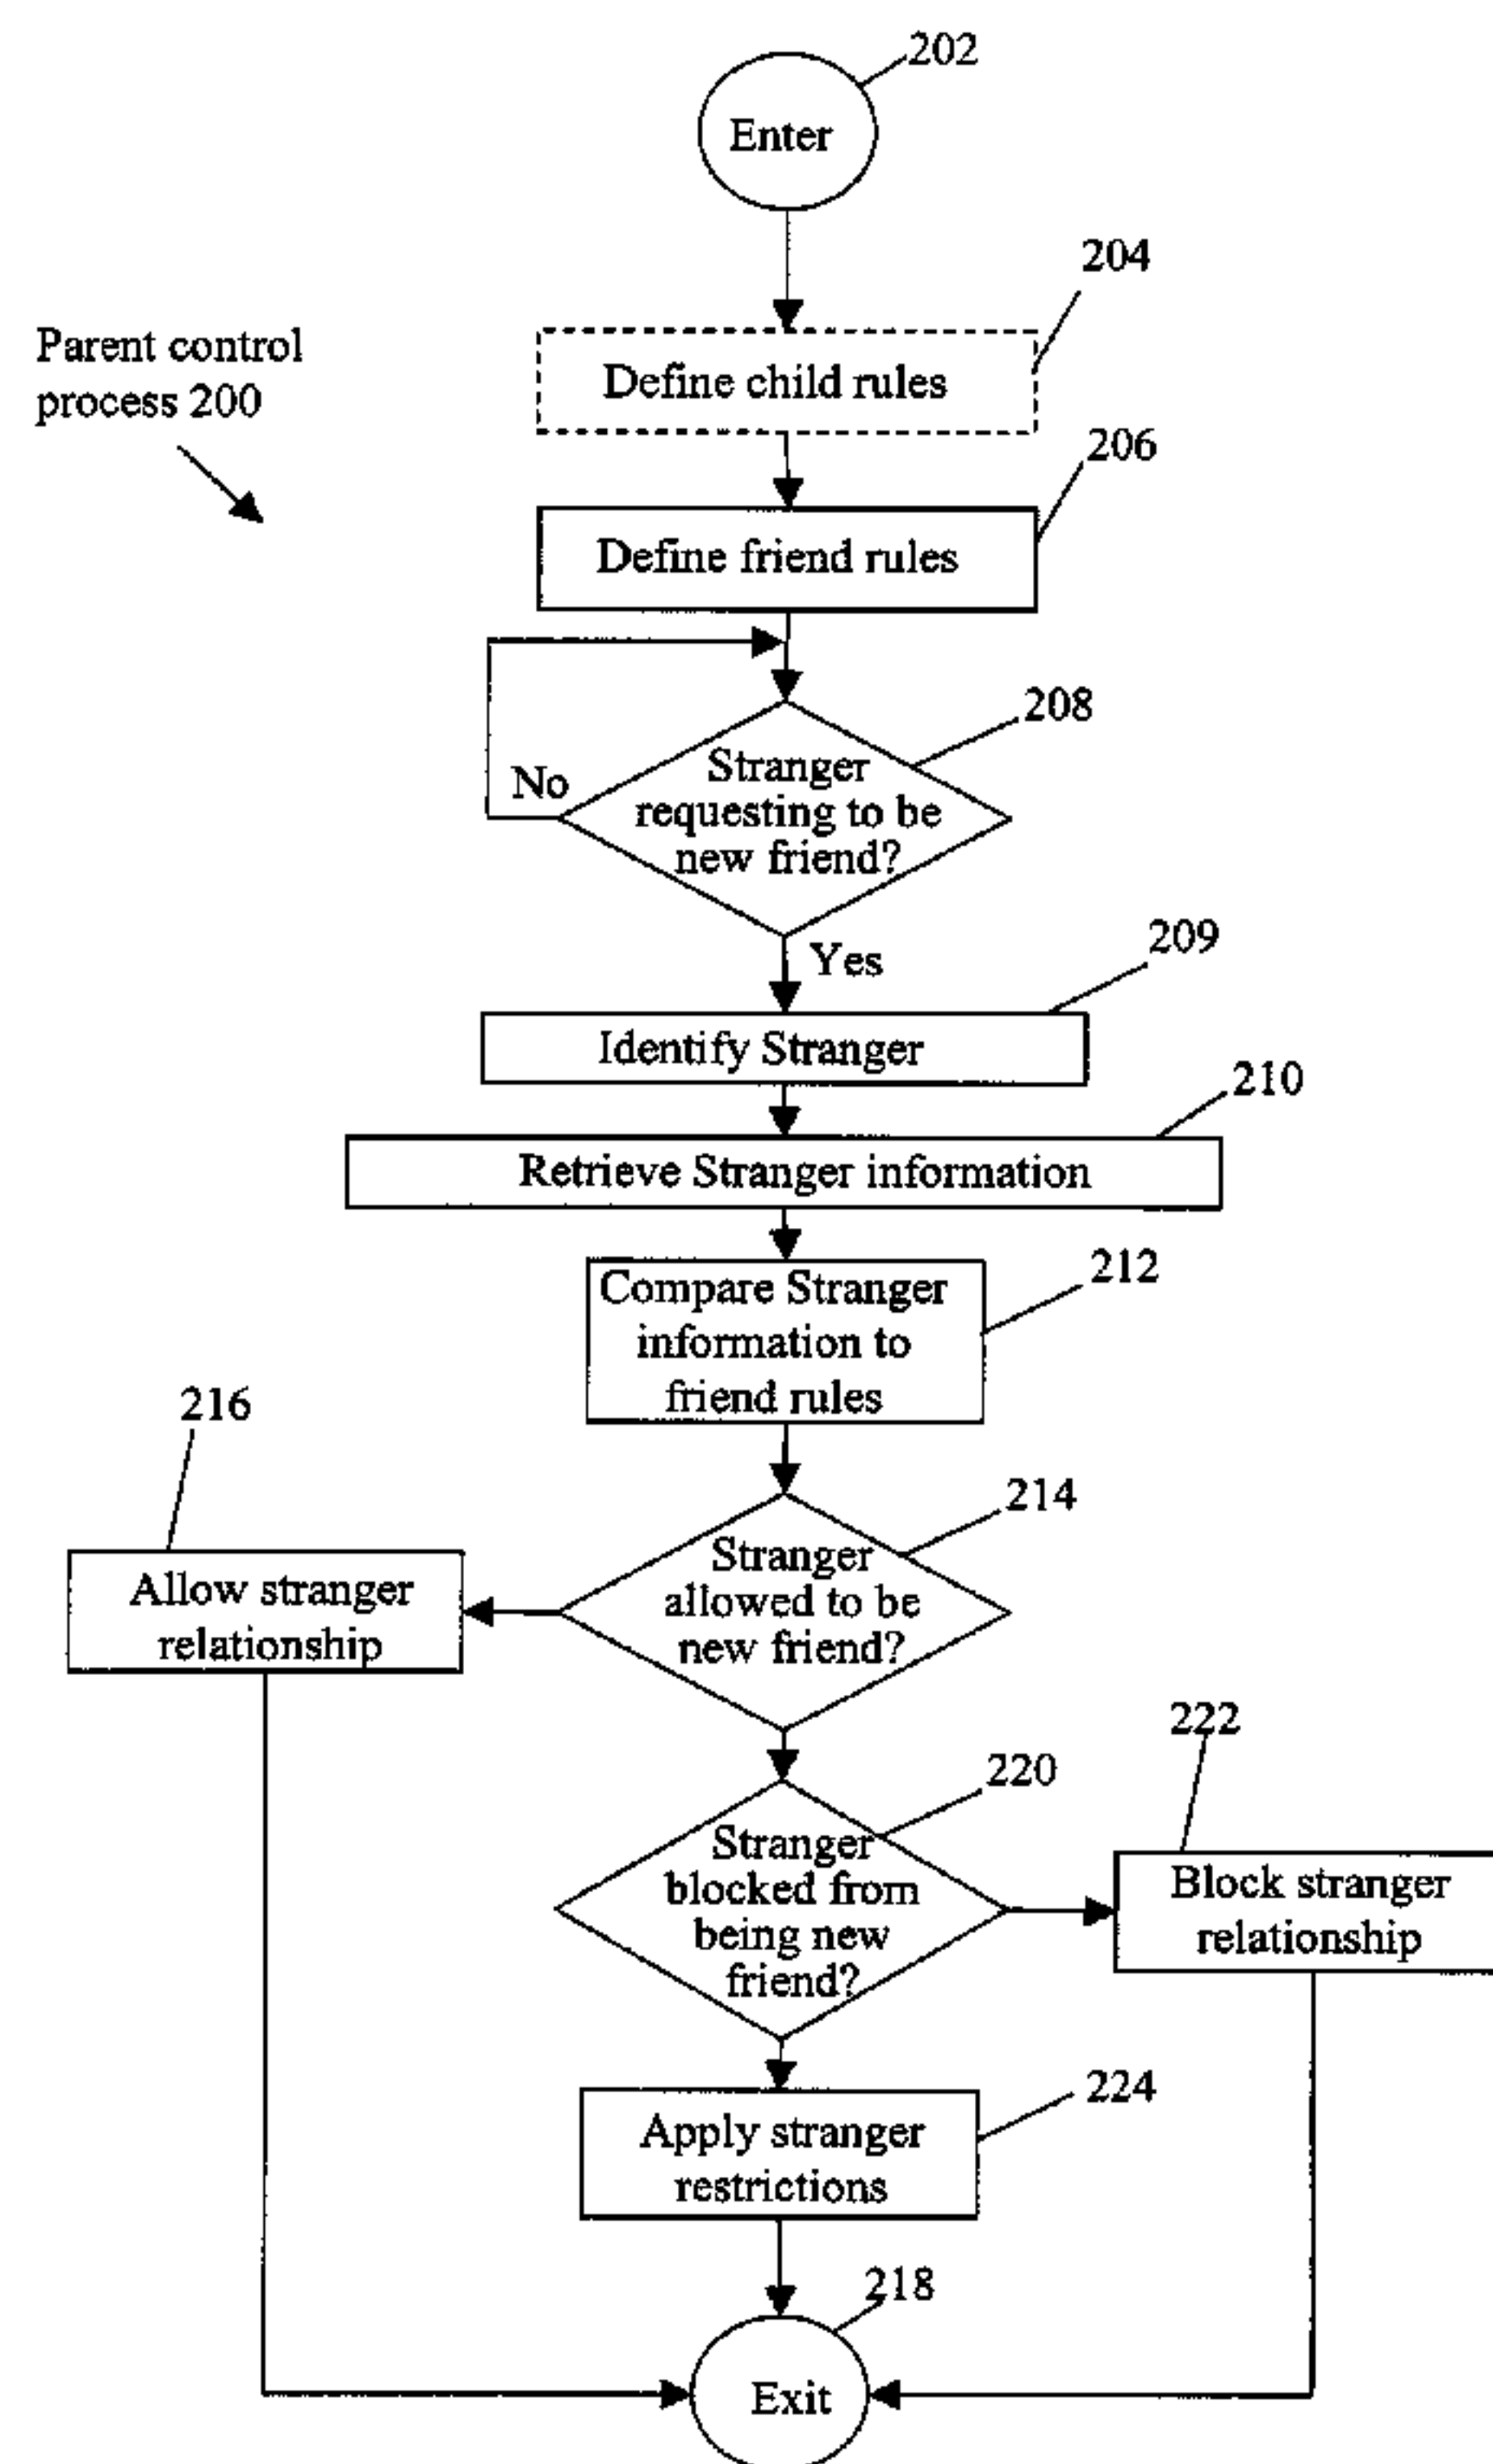 202
Enter
204
Parent control
process 200
Define child rules
206
Define friend rules
208
No
Stranger
requesting to be
new friend?
Yes
209
Identify Stranger
210
Retrieve Stranger information
212
Compare Stranger
information to
friend rules
216
214
Allow stranger
relationship
Stranger
allowed to be
new friend?
222
220
Stranger
blocked from
being new
friend?
Block stranger
relationship
224
Apply stranger
restrictions
218
Exit